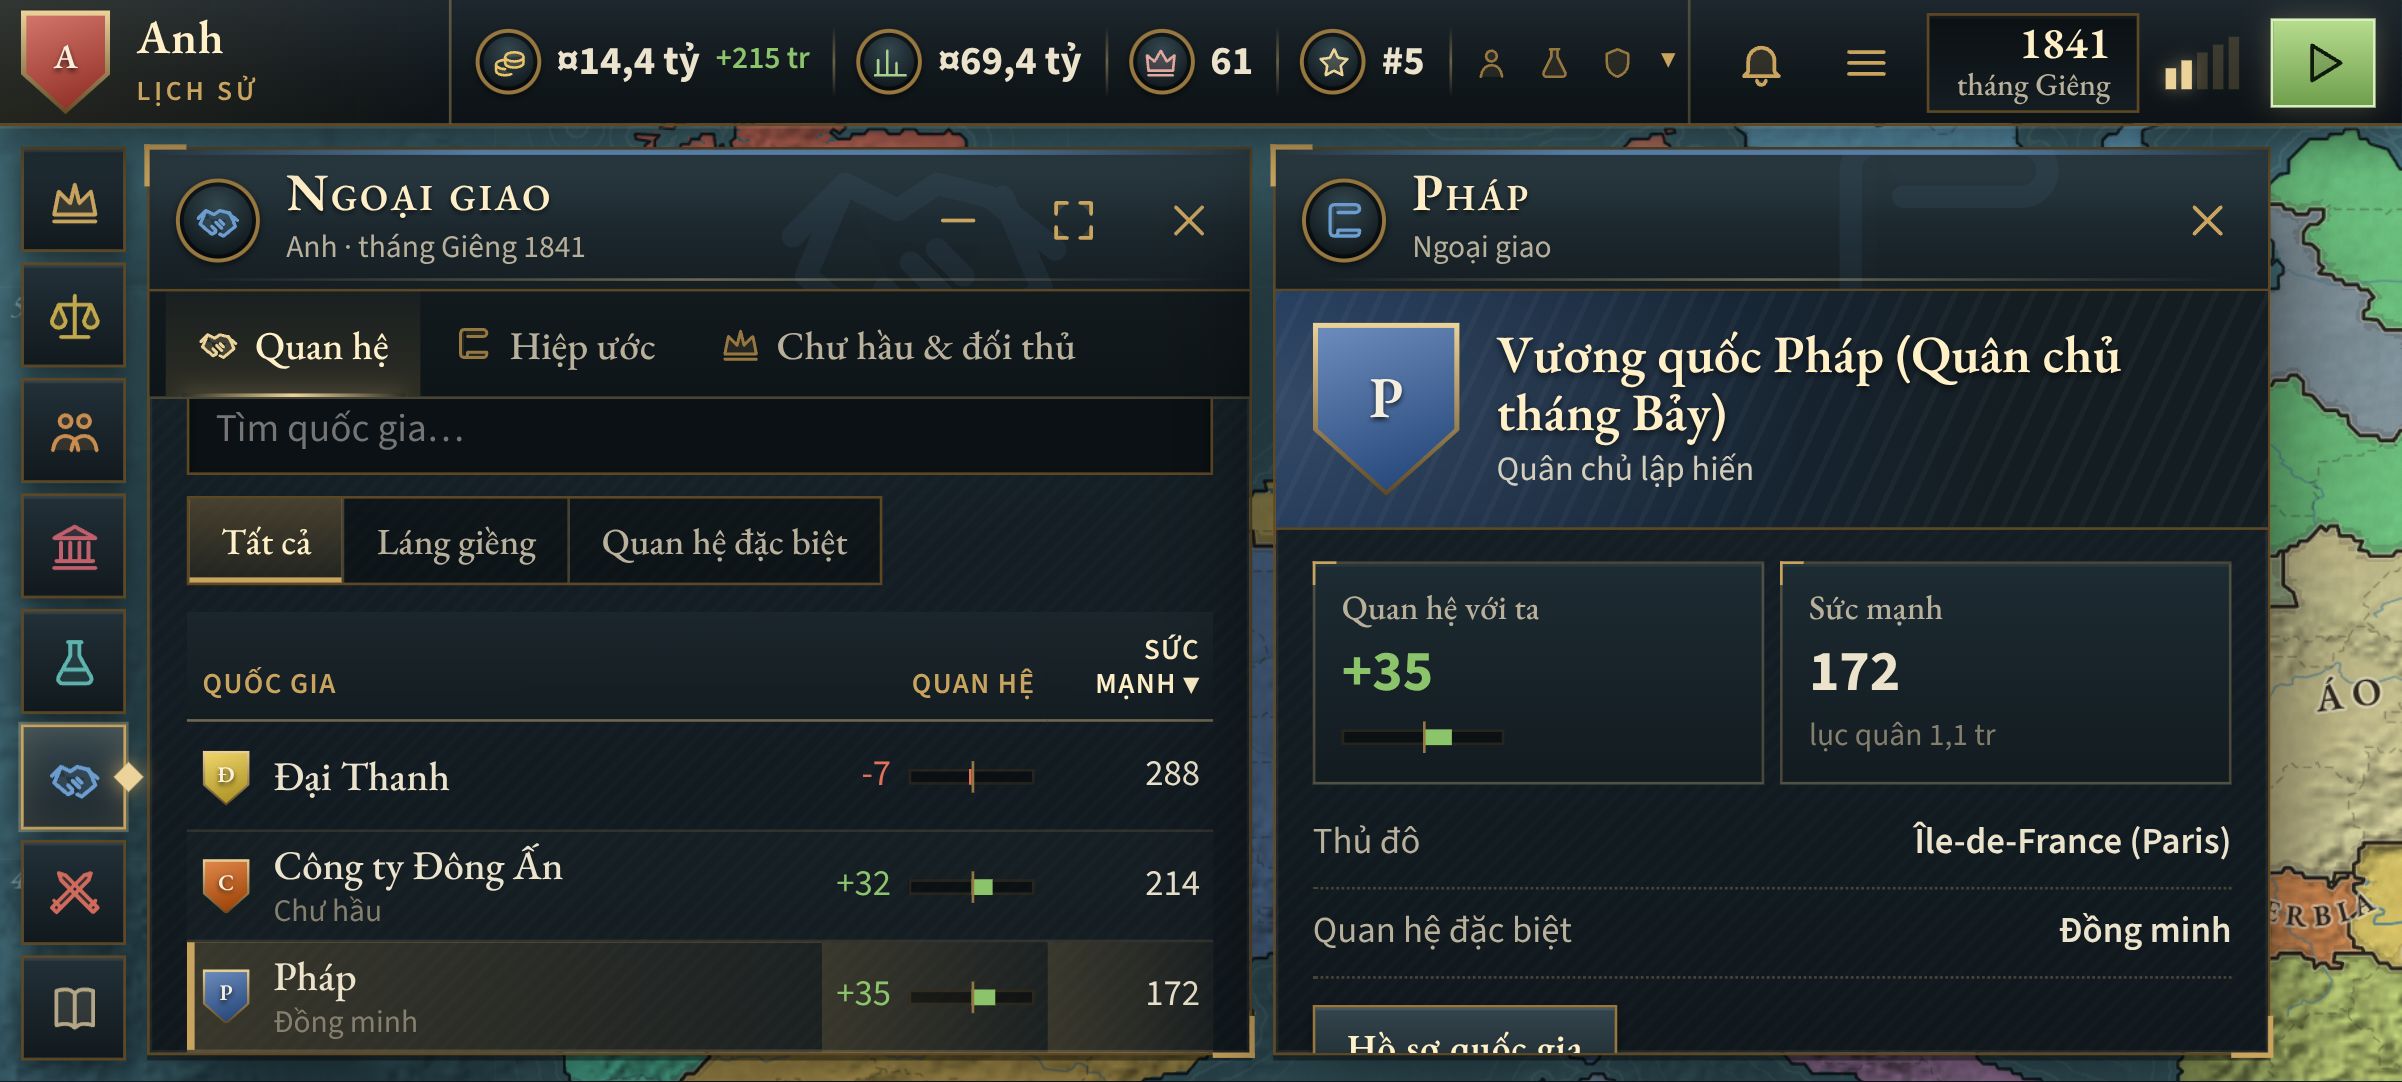 A
Anh
LỊCH SỬ
¤14,4 tỷ +215 tr
¤69,4 tỷ
61
#5
1841
tháng Giêng
Ngoại giao
Anh · tháng Giêng 1841
Quan hệ
Hiệp ước
Chư hầu & đối thủ
Tìm quốc gia…
Tất cả
Láng giềng
Quan hệ đặc biệt
QUỐC GIA
QUAN HỆ
SỨC
MẠNH ▼
Đ
Đại Thanh
-7
288
C
Công ty Đông Ấn
Chư hầu
+32
214
P
Pháp
Đồng minh
+35
172
Pháp
Ngoại giao
P
Vương quốc Pháp (Quân chủ
tháng Bảy)
Quân chủ lập hiến
Quan hệ với ta
+35
Sức mạnh
172
lục quân 1,1 tr
Thủ đô
Île-de-France (Paris)
Quan hệ đặc biệt
Đồng minh
Hồ sơ quốc gia
ÁO
ERBIA